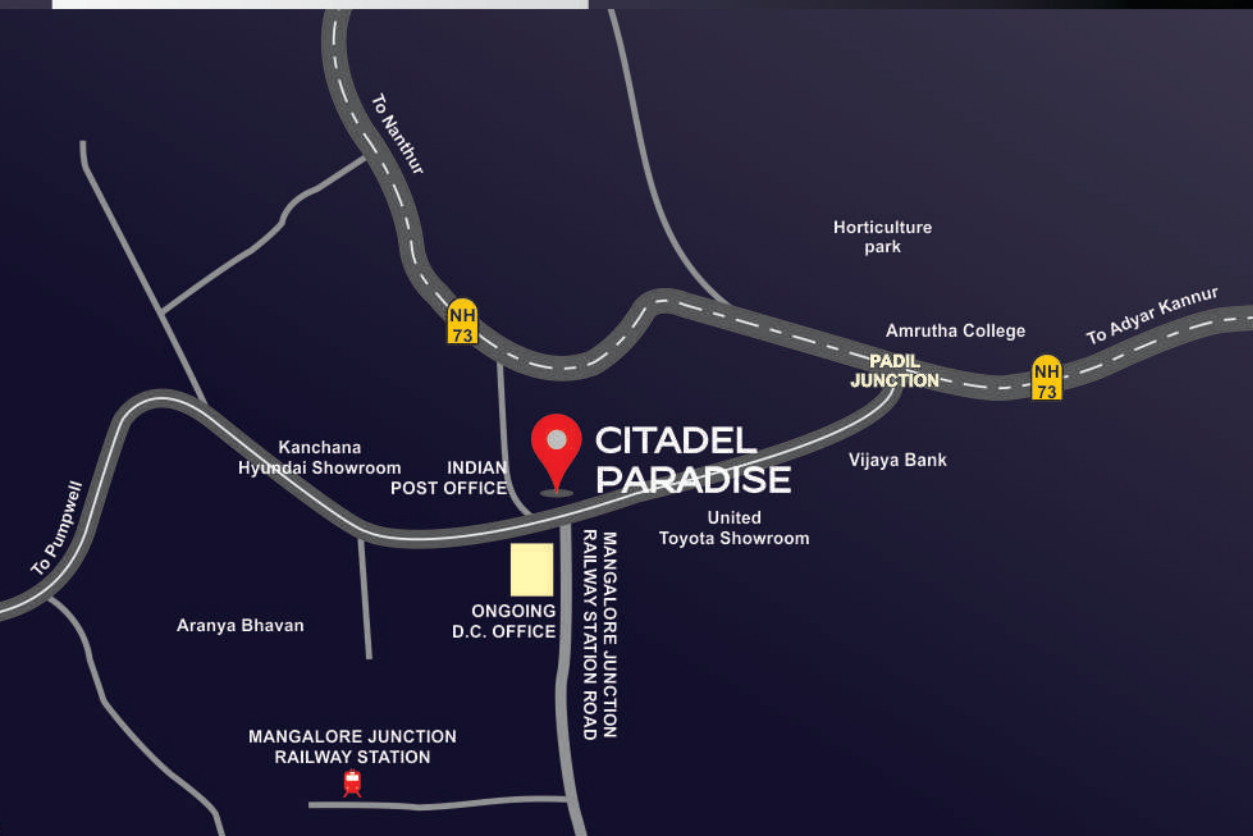 To Nanthur
Horticulture
park
To Adyar Kannur
NH
73
Amrutha College
PADIL
JUNCTION
NH
73
CITADEL
PARADISE
Kanchana
Hyundai Showroom
INDIAN
POST OFFICE
Vijaya Bank
To Pumpwell
United
Toyota Showroom
MANGALORE JUNCTION
RAILWAY STATION ROAD
ONGOING
D.C. OFFICE
Aranya Bhavan
MANGALORE JUNCTION
RAILWAY STATION